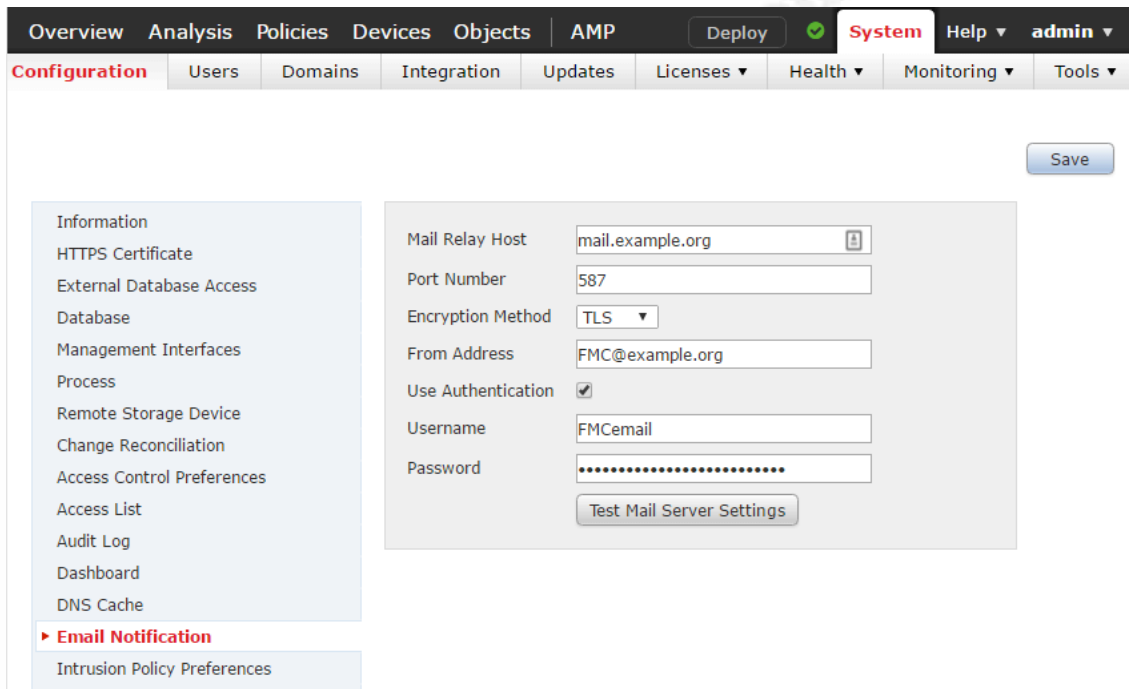 Overview Analysis Policies Devices Objects AMP Deploy System Help ▼ admin ▼
Configuration Users Domains Integration Updates Licenses ▼ Health ▼ Monitoring ▼ Tools ▼
Save
Information
HTTPS Certificate
External Database Access
Database
Management Interfaces
Process
Remote Storage Device
Change Reconciliation
Access Control Preferences
Access List
Audit Log
Dashboard
DNS Cache
Email Notification
Intrusion Policy Preferences
Mail Relay Host mail.example.org
Port Number 587
Encryption Method TLS ▼
From Address FMC@example.org
Use Authentication
Username FMCemail
Password ••••••••••••••••••••••••••
Test Mail Server Settings